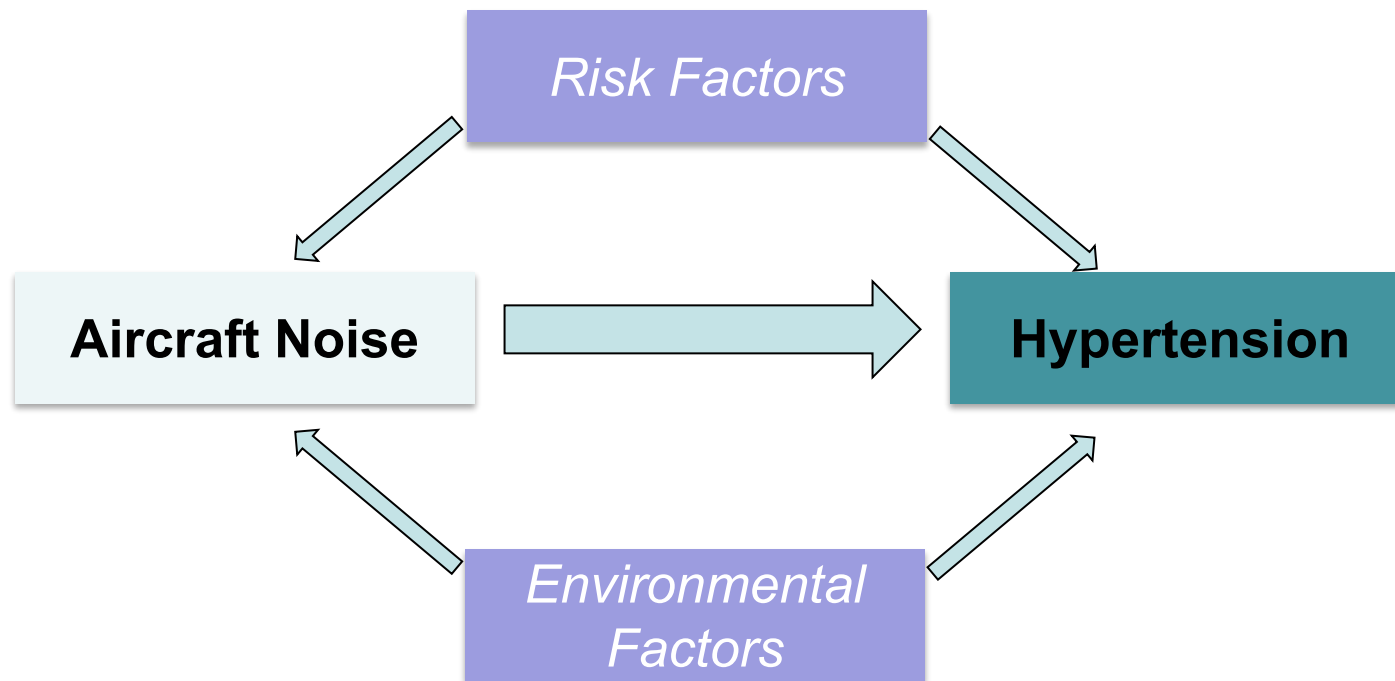 Risk Factors
Aircraft Noise
Hypertension
Environmental
Factors